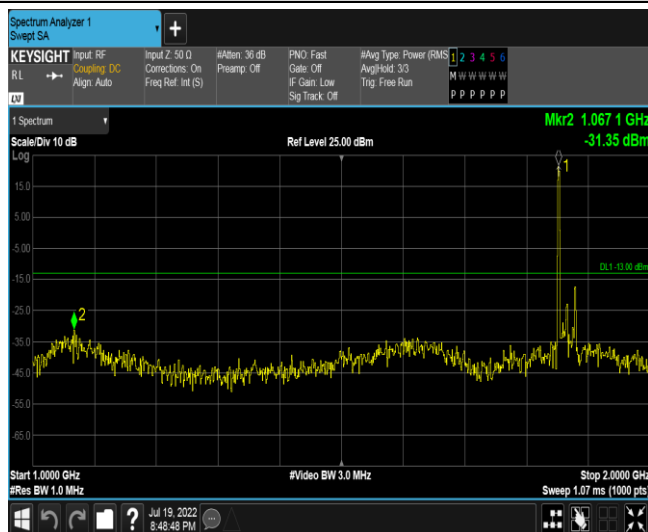 Spectrum Analyzer 1
Swept SA
+
KEYSIGHT
RL
LXI
Input: RF
Coupling: DC
Align: Auto
Input Z: 50 Ω
Corrections: On
Freq Ref: Int (S)
#Atten: 36 dB
Preamp: Off
PNO: Fast
Gate: Off
IF Gain: Low
Sig Track: Off
#Avg Type: Power (RMS
Avg|Hold: 3/3
Trig: Free Run
1 2 3 4 5 6
M W W W W W
P P P P P P
1 Spectrum
Mkr2 1.067 1 GHz
-31.35 dBm
Scale/Div 10 dB
Ref Level 25.00 dBm
Log
1
15.0
5.00
-5.00
DL1 -13.00 dBm
-15.0
-25.0
2
-35.0
-45.0
-55.0
-65.0
Start 1.0000 GHz
#Video BW 3.0 MHz
Stop 2.0000 GHz
#Res BW 1.0 MHz
Sweep 1.07 ms (1000 pts)
?
Jul 19, 2022
8:48:48 PM